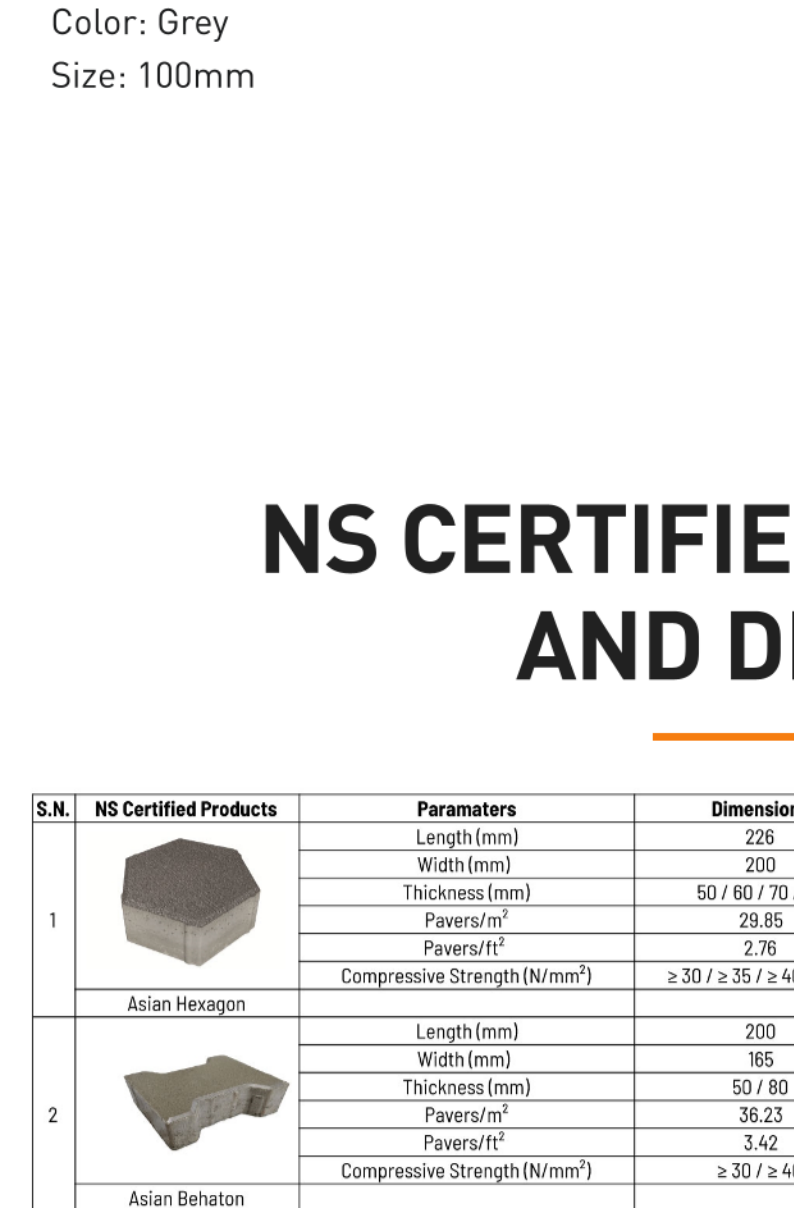 Color: Grey
Size: 100mm
NS CERTIFIE
AND D
S.N. NS Certified Products Paramaters Dimension
Length (mm) 226
Width (mm) 200
Thickness (mm) 50 / 60 / 70
1 Pavers/m² 29.85
Pavers/ft² 2.76
Compressive Strength (N/mm²) ≥ 30 / ≥ 35 / ≥ 40
Asian Hexagon
Length (mm) 200
Width (mm) 165
Thickness (mm) 50 / 80
2 Pavers/m² 36.23
Pavers/ft² 3.42
Compressive Strength (N/mm²) ≥ 30 / ≥ 40
Asian Behaton